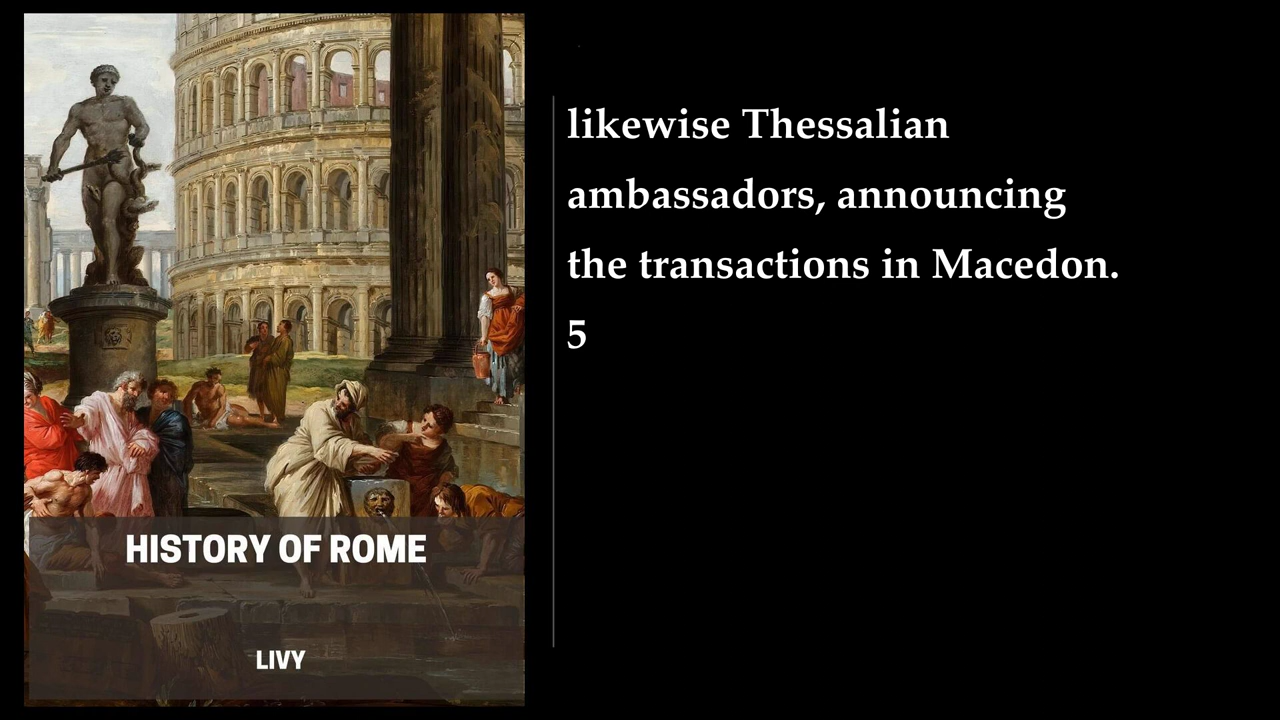 likewise Thessalian
ambassadors, announcing
the transactions in Macedon.
5
HISTORY OF ROME
LIVY